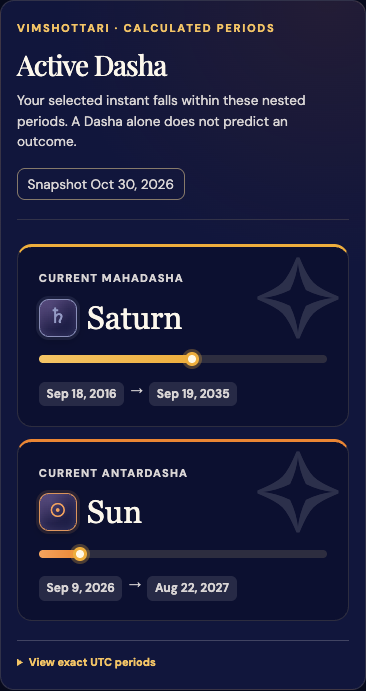 VIMSHOTTARI · CALCULATED PERIODS
Active Dasha
Your selected instant falls within these nested
periods. A Dasha alone does not predict an
outcome.
Snapshot Oct 30, 2026
CURRENT MAHADASHA
♄ Saturn
Sep 18, 2016 → Sep 19, 2035
CURRENT ANTARDASHA
☉ Sun
Sep 9, 2026 → Aug 22, 2027
▶ View exact UTC periods